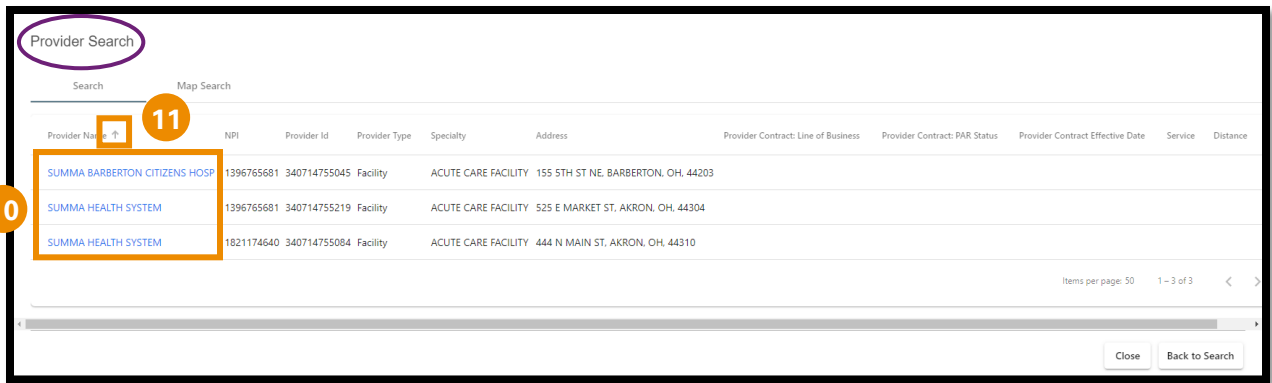 Provider Search
Search Map Search
11
Provider Name ↑ NPI Provider Id Provider Type Specialty Address Provider Contract: Line of Business Provider Contract: PAR Status Provider Contract Effective Date Service Distance
SUMMA BARBERTON CITIZENS HOSP 1396765681 340714755045 Facility ACUTE CARE FACILITY 155 5TH ST NE, BARBERTON, OH, 44203
0
SUMMA HEALTH SYSTEM 1396765681 340714755219 Facility ACUTE CARE FACILITY 525 E MARKET ST, AKRON, OH, 44304
SUMMA HEALTH SYSTEM 1821174640 340714755084 Facility ACUTE CARE FACILITY 444 N MAIN ST, AKRON, OH, 44310
Items per page: 50 1 – 3 of 3
Close Back to Search